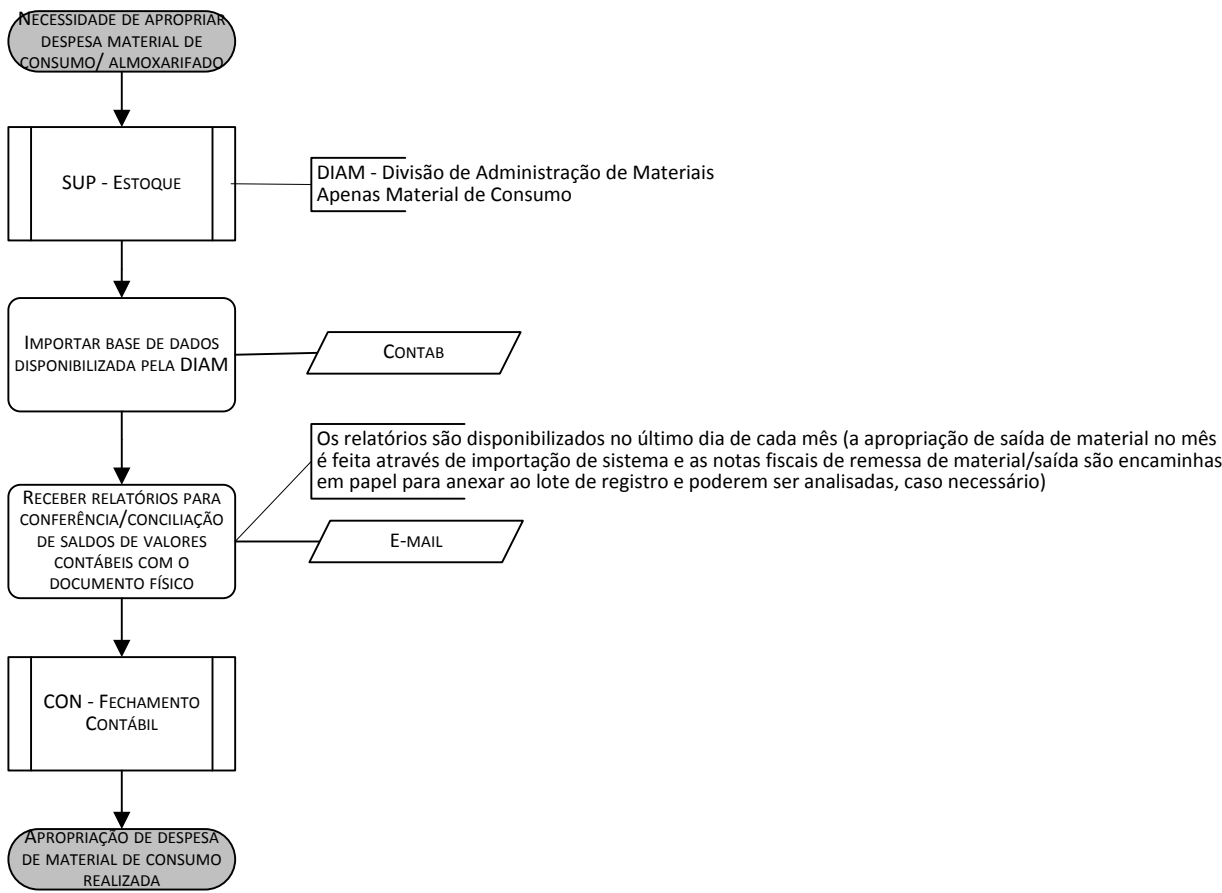 NECESSIDADE DE APROPRIAR
DESPESA MATERIAL DE
CONSUMO/ ALMOXARIFADO
SUP - ESTOQUE
DIAM - Divisão de Administração de Materiais
Apenas Material de Consumo
IMPORTAR BASE DE DADOS
DISPONIBILIZADA PELA DIAM
CONTAB
Os relatórios são disponibilizados no último dia de cada mês (a apropriação de saída de material no mês
é feita através de importação de sistema e as notas fiscais de remessa de material/saída são encaminhas
em papel para anexar ao lote de registro e poderem ser analisadas, caso necessário)
RECEBER RELATÓRIOS PARA
CONFERÊNCIA/CONCILIAÇÃO
DE SALDOS DE VALORES
CONTÁBEIS COM O
DOCUMENTO FÍSICO
E-MAIL
CON - FECHAMENTO
CONTÁBIL
APROPRIAÇÃO DE DESPESA
DE MATERIAL DE CONSUMO
REALIZADA